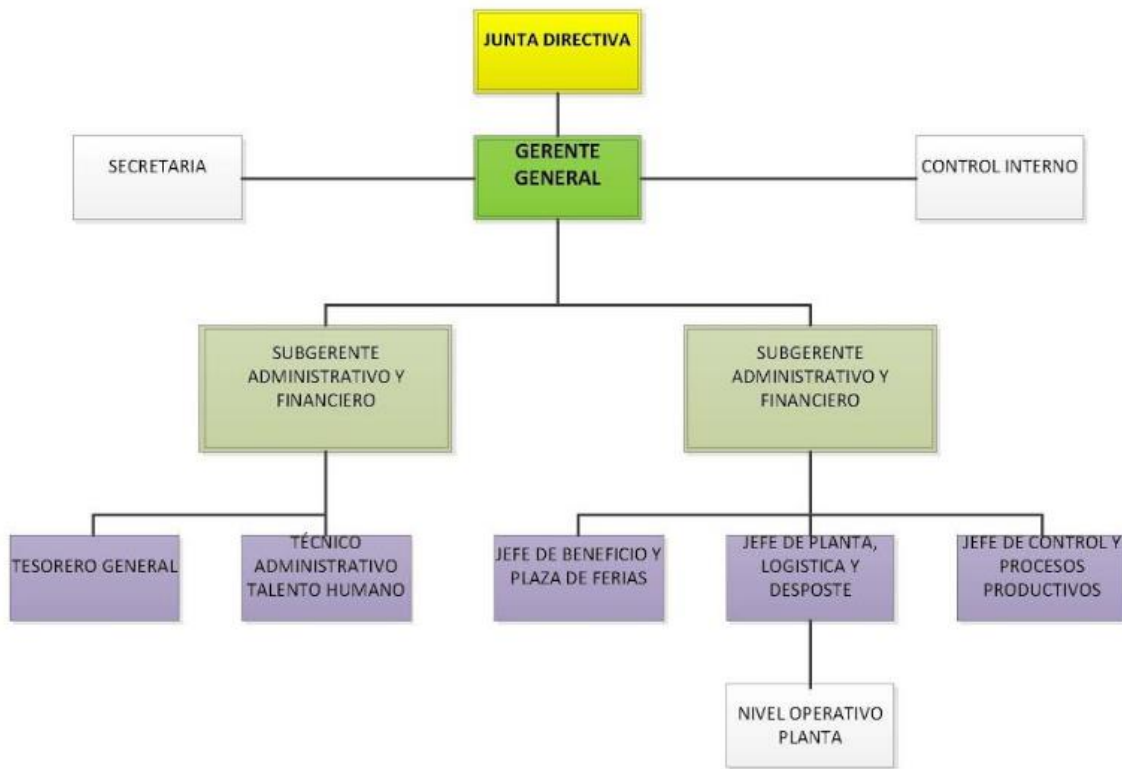 JUNTA DIRECTIVA
SECRETARIA
GERENTE
GENERAL
CONTROL INTERNO
SUBGERENTE
ADMINISTRATIVO Y
FINANCIERO
SUBGERENTE
ADMINISTRATIVO Y
FINANCIERO
TESORERO GENERAL
TÉCNICO
ADMINISTRATIVO
TALENTO HUMANO
JEFE DE BENEFICIO Y
PLAZA DE FERIAS
JEFE DE PLANTA,
LOGISTICA Y
DESPOSTE
JEFE DE CONTROL Y
PROCESOS
PRODUCTIVOS
NIVEL OPERATIVO
PLANTA